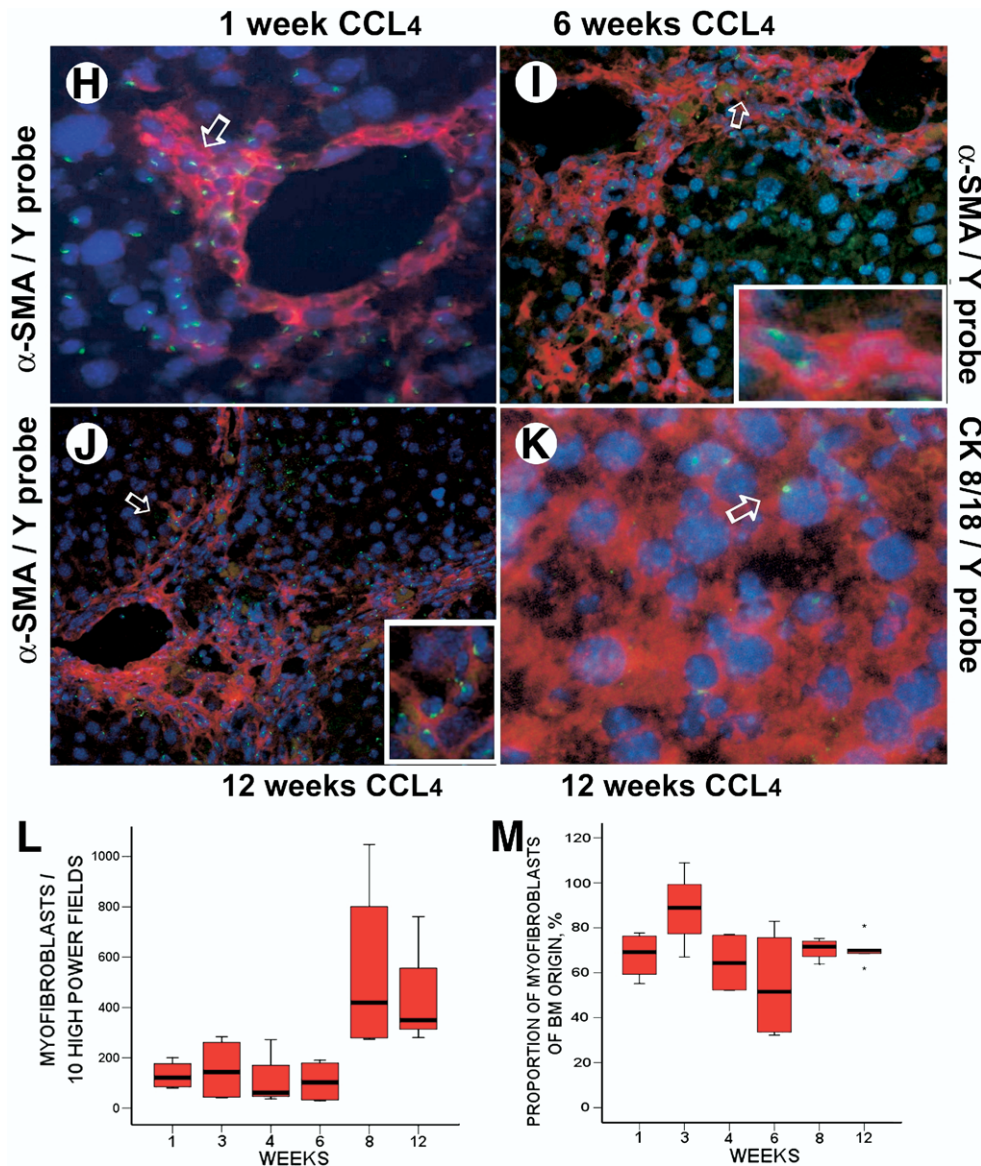 1 week CCL4
6 weeks CCL4
H
I
α-SMA / Y probe
α-SMA / Y probe
J
K
α-SMA / Y probe
CK 8/18 / Y probe
12 weeks CCL4
12 weeks CCL4
L
MYOFIBROBLASTS /
10 HIGH POWER FIELDS
1000
800
600
400
200
0
1 3 4 6 8 12
WEEKS
M
PROPORTION OF MYOFIBROBLASTS
OF BM ORIGIN, %
120
100
80
60
40
20
0
1 3 4 6 8 12
WEEKS